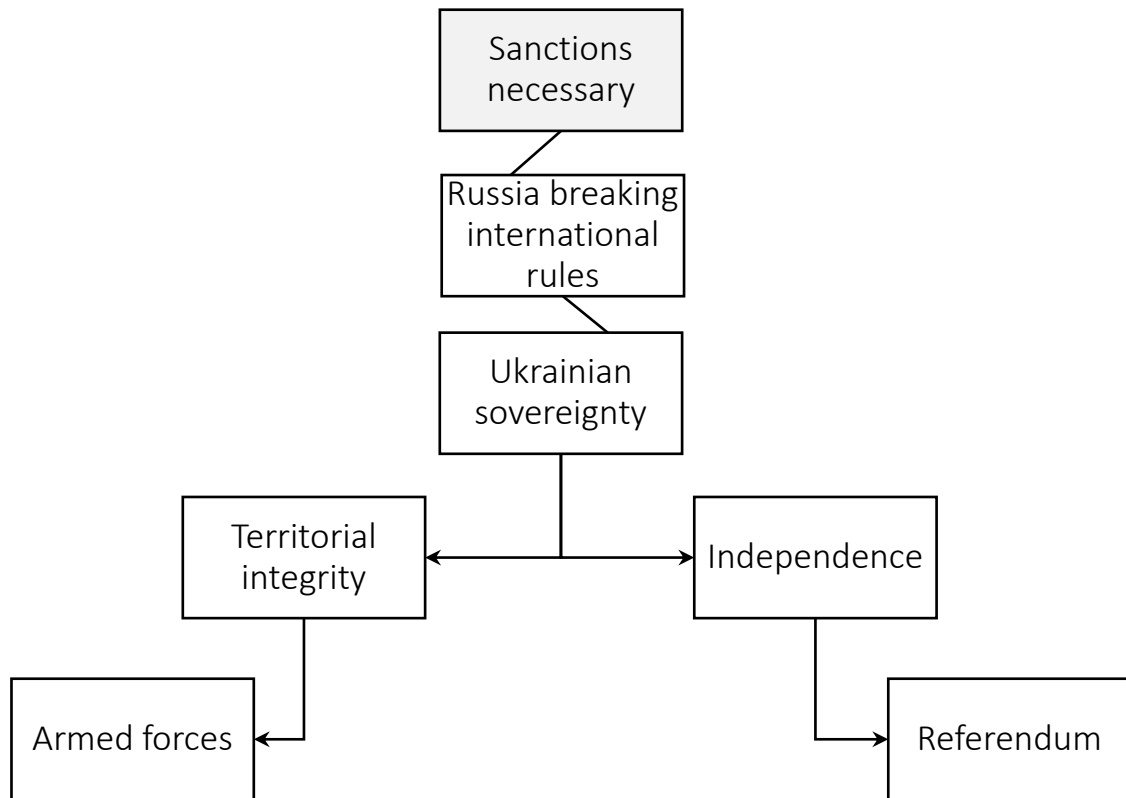 Sanctions
necessary
Russia breaking
international
rules
Ukrainian
sovereignty
Territorial
integrity
Independence
Armed forces
Referendum